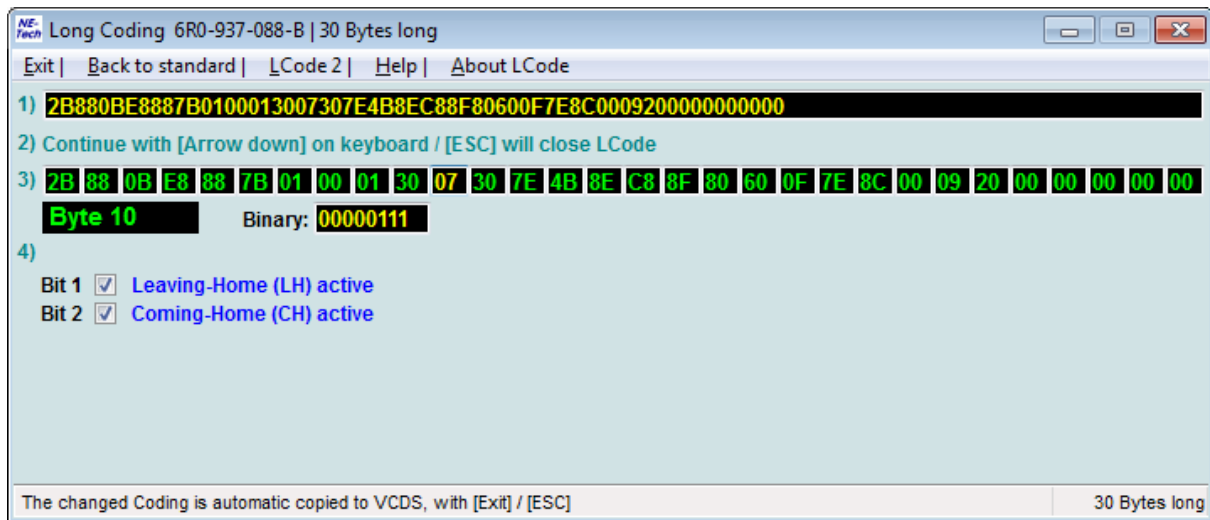 NE-Tech Long Coding 6R0-937-088-B | 30 Bytes long
Exit | Back to standard | LCode 2 | Help | About LCode
1) 2B880BE8887B0100013007307E4B8EC88F80600F7E8C0009200000000000
2) Continue with [Arrow down] on keyboard / [ESC] will close LCode
3) 2B 88 0B E8 88 7B 01 00 01 30 07 30 7E 4B 8E C8 8F 80 60 0F 7E 8C 00 09 20 00 00 00 00 00
Byte 10 Binary: 00000111
4)
Bit 1 Leaving-Home (LH) active
Bit 2 Coming-Home (CH) active
The changed Coding is automatic copied to VCDS, with [Exit] / [ESC] 30 Bytes long